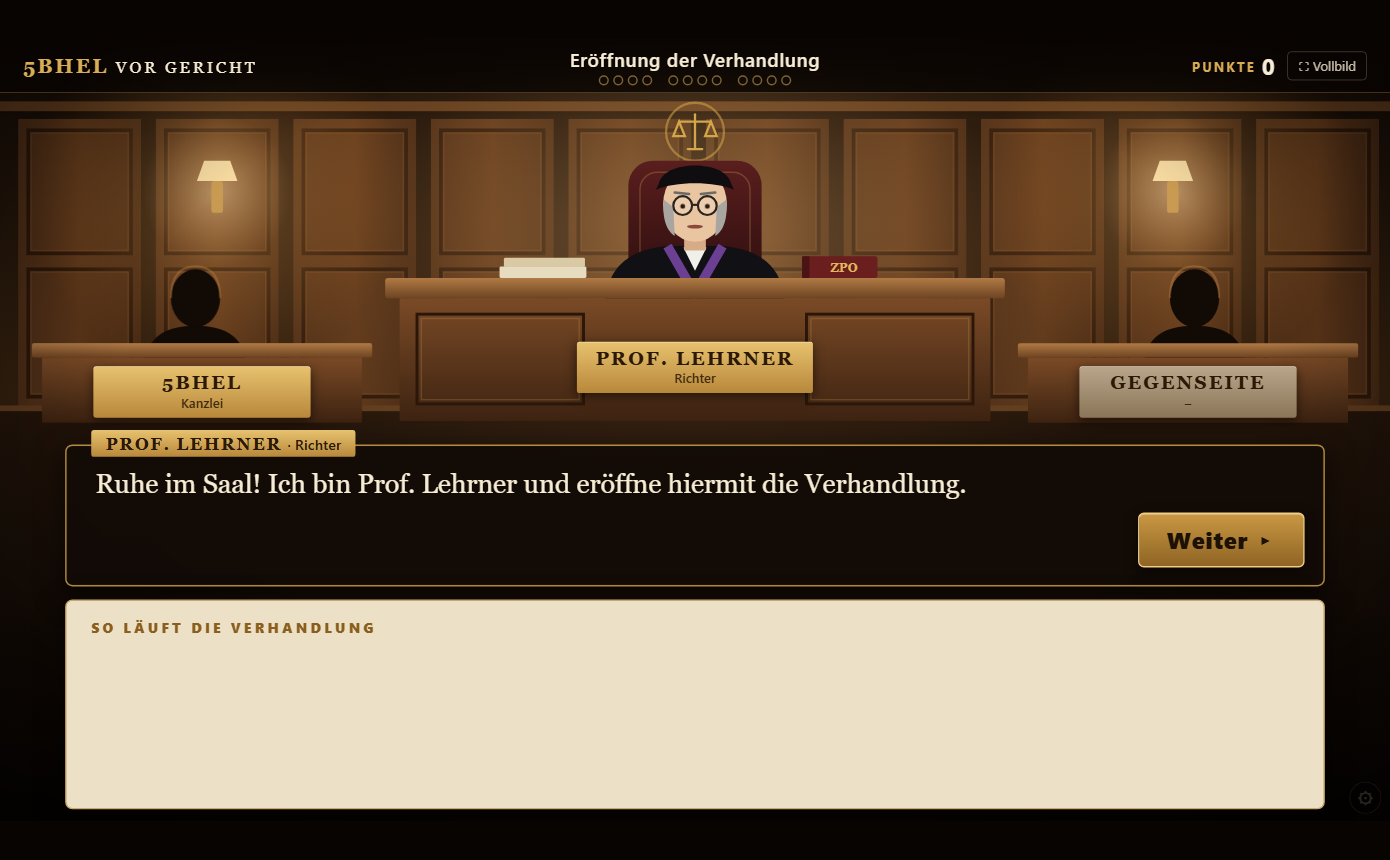 5BHEL VOR GERICHT
Eröffnung der Verhandlung
PUNKTE 0
Vollbild
ZPO
5BHEL
Kanzlei
PROF. LEHRNER
Richter
GEGENSEITE
–
PROF. LEHRNER · Richter
Ruhe im Saal! Ich bin Prof. Lehrner und eröffne hiermit die Verhandlung.
Weiter ▸
SO LÄUFT DIE VERHANDLUNG